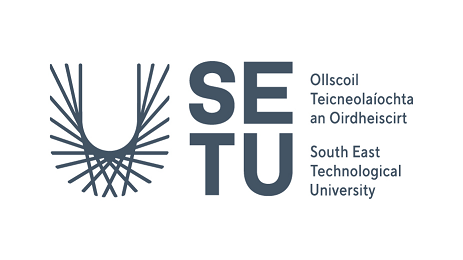 SE
TU
Ollscoil
Teicneolaíochta
an Oirdheiscirt
South East
Technological
University